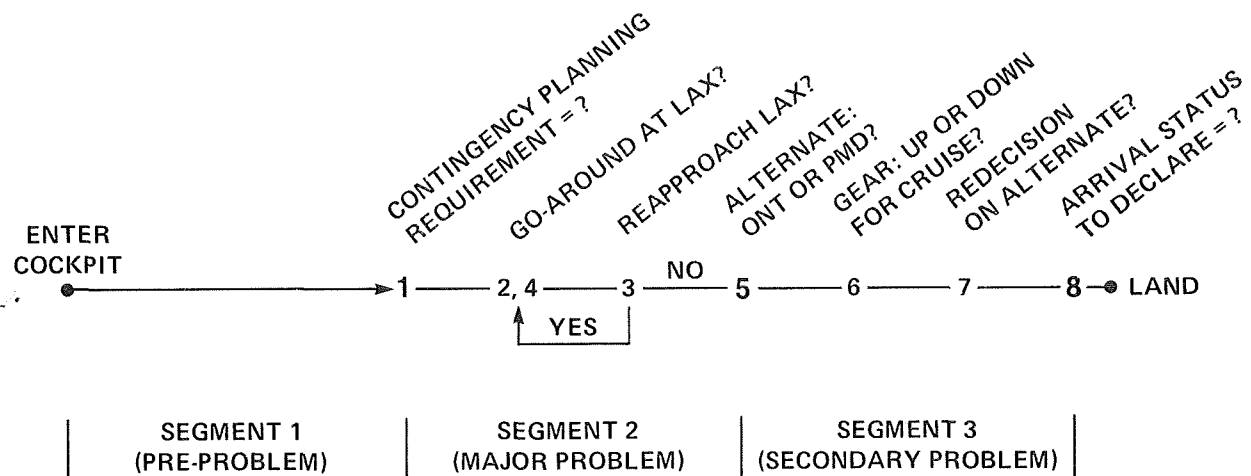 CONTINGENCY PLANNING
REQUIREMENT = ?
GO-AROUND AT LAX?
REAPPROACH LAX?
ALTERNATE:
ONT OR PMD?
GEAR: UP OR DOWN
FOR CRUISE?
REDECISION
ON ALTERNATE?
ARRIVAL STATUS
TO DECLARE = ?
ENTER
COCKPIT
1 2, 4 3 NO 5 6 7 8 LAND
YES
SEGMENT 1
(PRE-PROBLEM)
SEGMENT 2
(MAJOR PROBLEM)
SEGMENT 3
(SECONDARY PROBLEM)